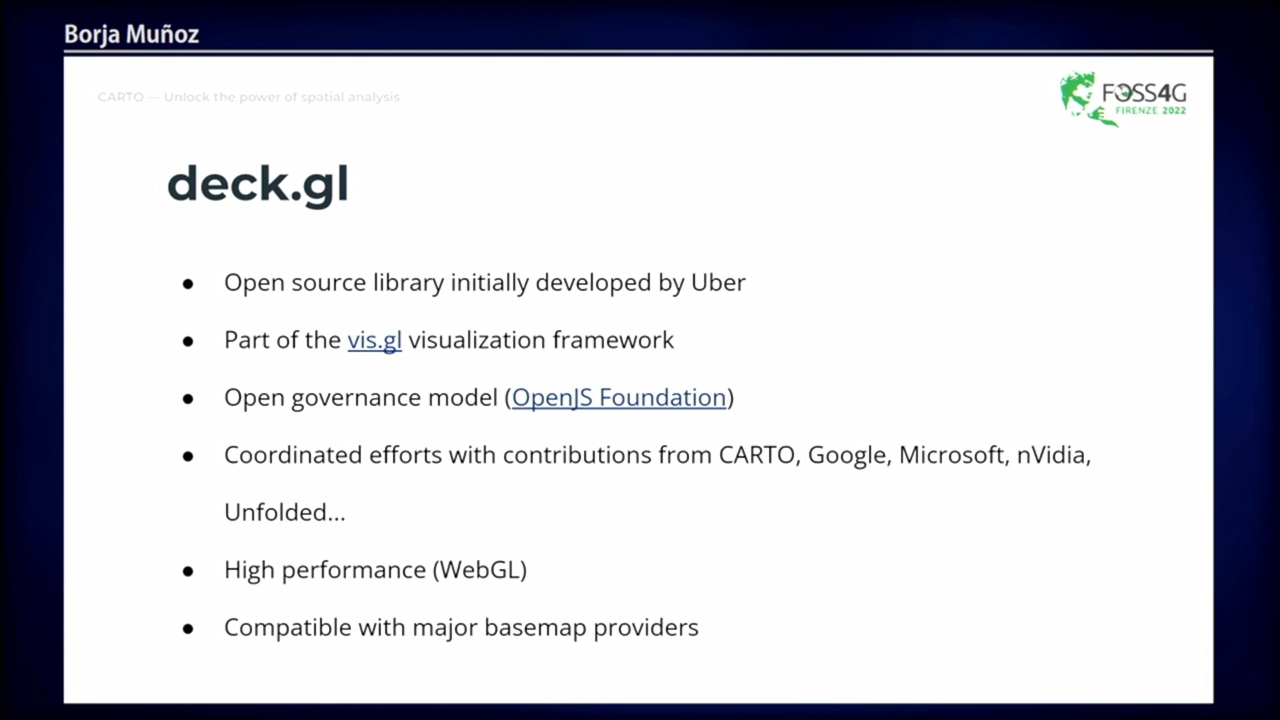 Borja Muñoz
CARTO — Unlock the power of spatial analysis
FOSS4G
FIRENZE 2022
deck.gl
● Open source library initially developed by Uber
● Part of the vis.gl visualization framework
● Open governance model (OpenJS Foundation)
● Coordinated efforts with contributions from CARTO, Google, Microsoft, nVidia,
Unfolded...
● High performance (WebGL)
● Compatible with major basemap providers